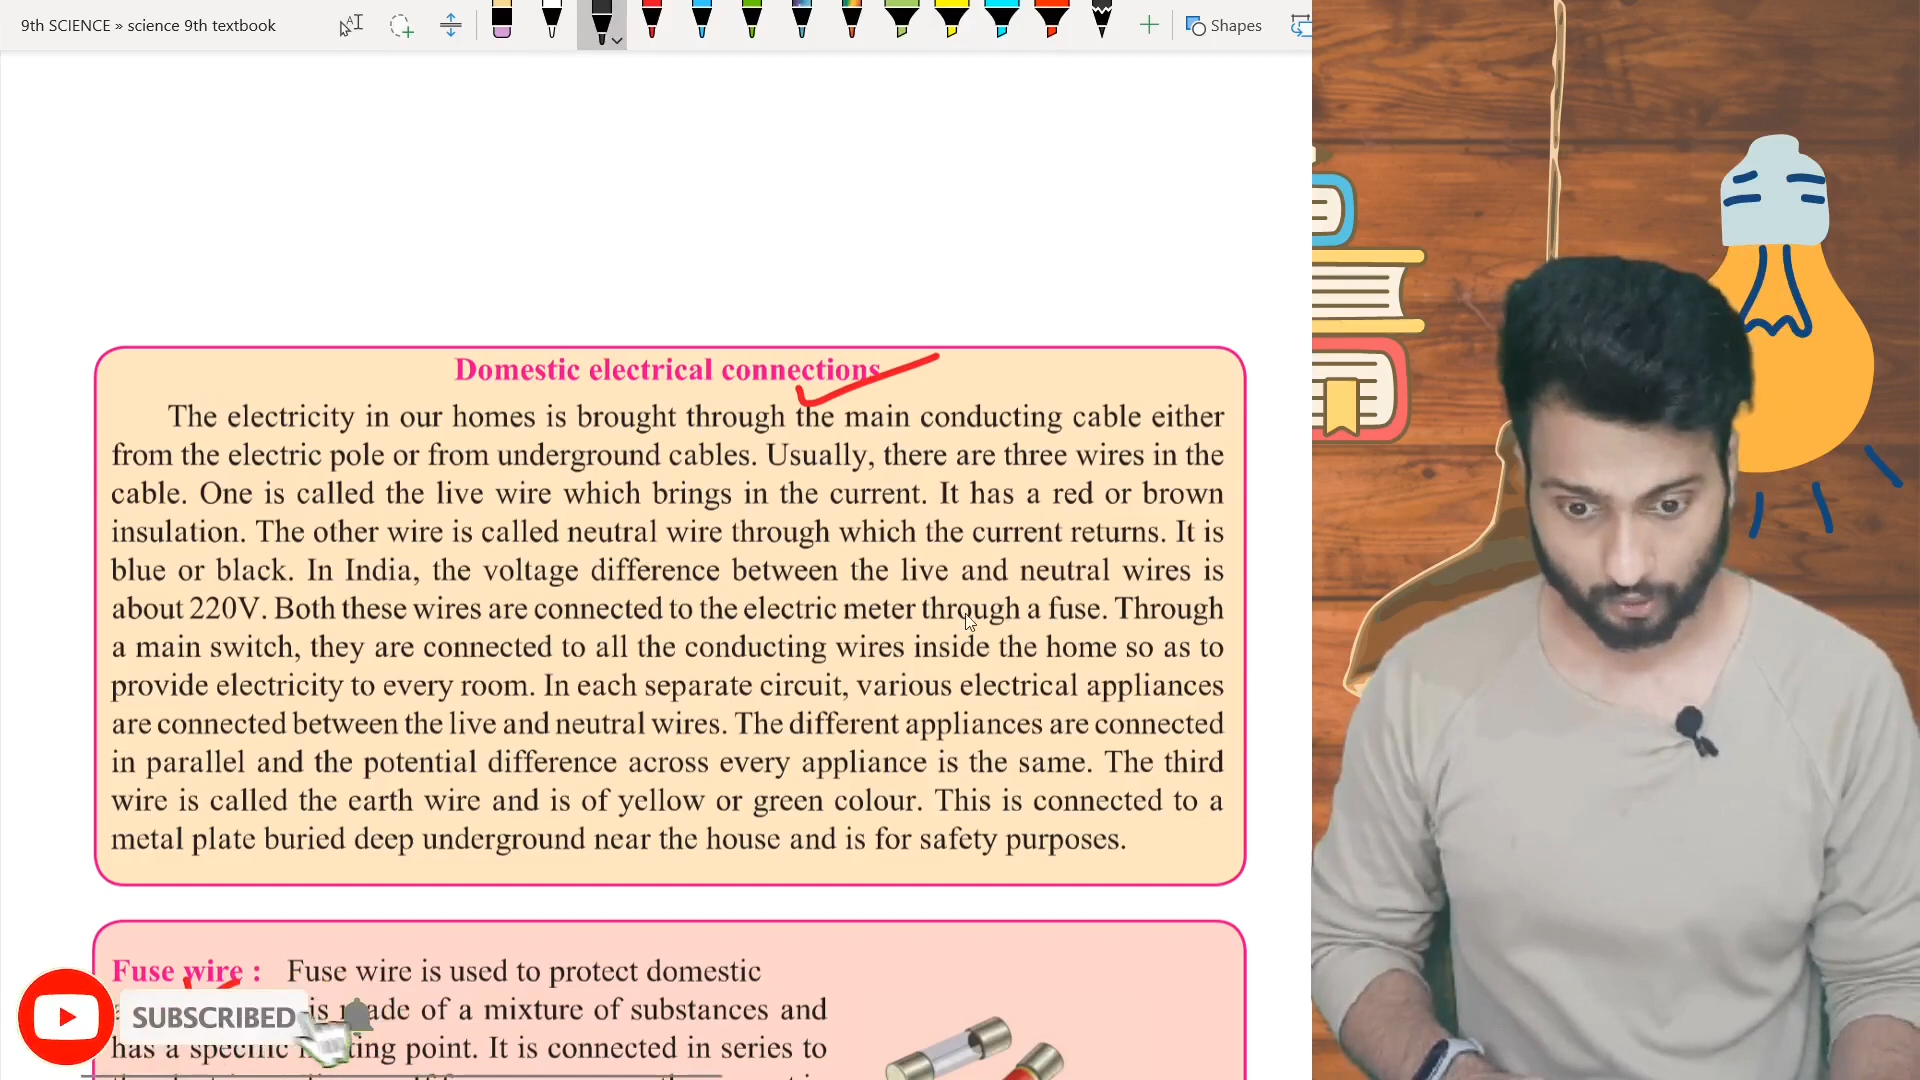 9th SCIENCE » science 9th textbook
Shapes
Domestic electrical connections
The electricity in our homes is brought through the main conducting cable either
from the electric pole or from underground cables. Usually, there are three wires in the
cable. One is called the live wire which brings in the current. It has a red or brown
insulation. The other wire is called neutral wire through which the current returns. It is
blue or black. In India, the voltage difference between the live and neutral wires is
about 220V. Both these wires are connected to the electric meter through a fuse. Through
a main switch, they are connected to all the conducting wires inside the home so as to
provide electricity to every room. In each separate circuit, various electrical appliances
are connected between the live and neutral wires. The different appliances are connected
in parallel and the potential difference across every appliance is the same. The third
wire is called the earth wire and is of yellow or green colour. This is connected to a
metal plate buried deep underground near the house and is for safety purposes.
Fuse wire : Fuse wire is used to protect domestic
is made of a mixture of substances and
has a specific melting point. It is connected in series to
SUBSCRIBED